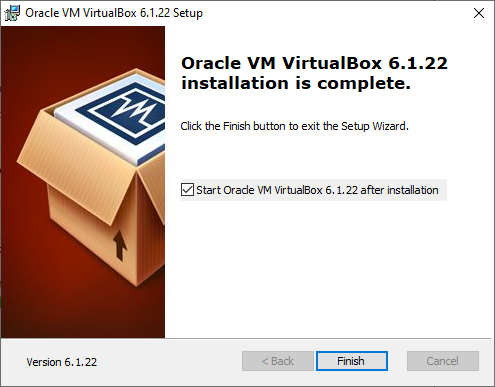 Oracle VM VirtualBox 6.1.22 Setup
Oracle VM VirtualBox 6.1.22
installation is complete.
Click the Finish button to exit the Setup Wizard.
Start Oracle VM VirtualBox 6.1.22 after installation
Version 6.1.22
< Back
Finish
Cancel